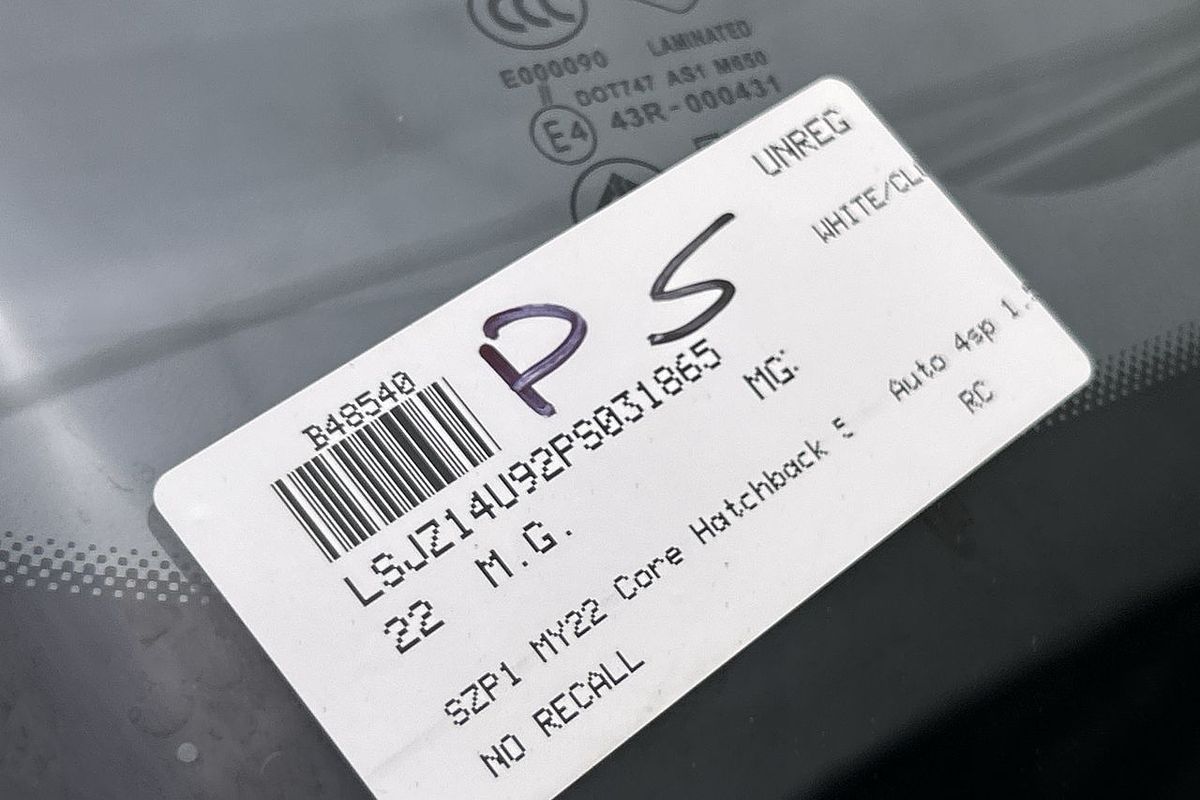 E000090 LAMINATED
DOT747 AS1 M650
E4 43R-000431
UNREG
WHITE/CL
P S
B48540
LSJZ14U92PS031865
22 M.G. MG:
SZP1 MY22 Core Hatchback 5 Auto 4sp 1.5
NO RECALL RC